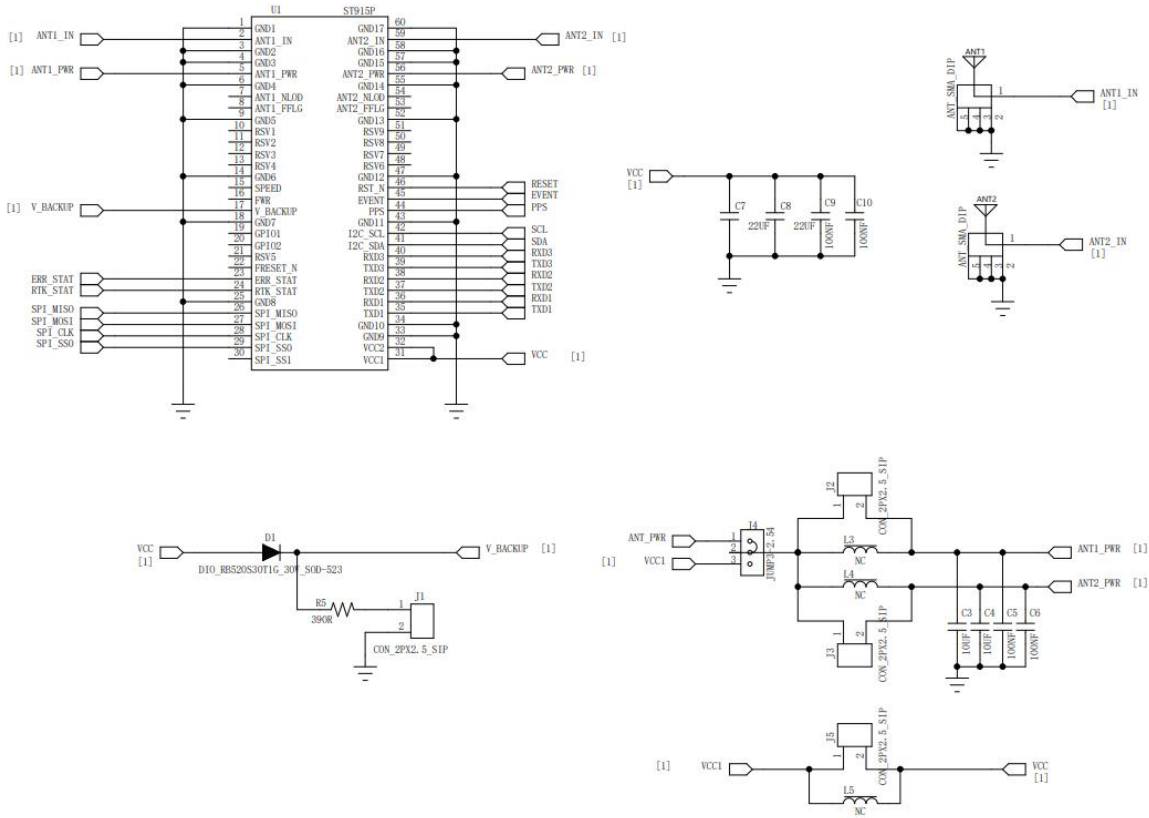 U1 ST915P
1 GND1
2 ANT1_IN
3 GND2
4 GND3
5 ANT1_PWR
6 GND4
7 ANT1_NLOD
8 ANT1_FFLG
9 GND5
10 RSV1
11 RSV2
12 RSV3
13 RSV4
14 GND6
15 SPEED
16 FWR
17 V_BACKUP
18 GND7
19 GPIO1
20 GPIO2
21 RSV5
22 FRESET_N
23 ERR_STAT
24 RTK_STAT
25 GND8
26 SPI_MISO
27 SPI_MOSI
28 SPI_CLK
29 SPI_SS0
30 SPI_SS1
GND17 60
ANT2_IN 59
GND16 58
GND15 57
ANT2_PWR 56
GND14 55
ANT2_NLOD 54
ANT2_FFLG 53
GND13 52
RSV9 51
RSV8 50
RSV7 49
RSV6 48
GND12 47
RST_N 46
EVENT 45
PPS 44
GND11 43
I2C_SCL 42
I2C_SDA 41
RXD3 40
TXD3 39
RXD2 38
TXD2 37
RXD1 36
TXD1 35
GND10 34
GND9 33
VCC2 32
VCC1 31
[1] ANT1_IN
[1] ANT1_PWR
[1] V_BACKUP
ERR_STAT
RTK_STAT
SPI_MISO
SPI_MOSI
SPI_CLK
SPI_SS0
ANT2_IN [1]
ANT2_PWR [1]
RESET
EVENT
PPS
SCL
SDA
RXD3
TXD3
RXD2
TXD2
RXD1
TXD1
VCC [1]
VCC
[1]
C7
22UF
C8
22UF
C9
100NF
C10
100NF
ANT1
ANT SMA_DIP
1
5 4 3 2
ANT1_IN
[1]
ANT2
ANT SMA_DIP
1
5 4 3 2
ANT2_IN
[1]
VCC
[1]
D1
DIO_RB520S30T1G_30V_SOD-523
V_BACKUP [1]
R5
390R
J1
1
2
CON_2PX2.5_SIP
ANT_PWR
[1] VCC1
J4
1
2
3
JUMP3-2.54
J2
1 2
CON_2PX2.5_SIP
L3
NC
L4
NC
J3
1 2
CON_2PX2.5_SIP
ANT1_PWR [1]
ANT2_PWR [1]
C3
10UF
C4
10UF
C5
100NF
C6
100NF
[1] VCC1
J5
1 2
CON_2PX2.5_SIP
L5
NC
VCC
[1]